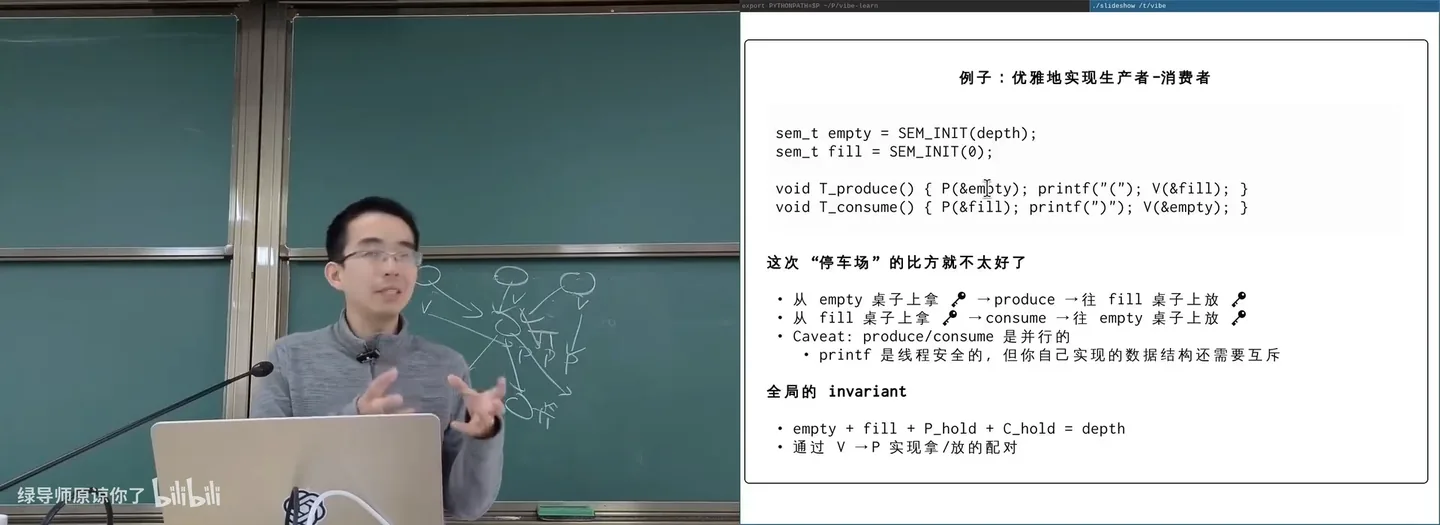 export PYTHONPATH=$P ~/P/vibe-learn
./slideshow /t/vibe
例子：优雅地实现生产者-消费者
sem_t empty = SEM_INIT(depth);
sem_t fill = SEM_INIT(0);
void T_produce() { P(&empty); printf("("); V(&fill); }
void T_consume() { P(&fill); printf(")"); V(&empty); }
这次 “停车场” 的比方就不太好了
• 从 empty 桌子上拿 🔑 →produce →往 fill 桌子上放 🔑
• 从 fill 桌子上拿 🔑 →consume →往 empty 桌子上放 🔑
• Caveat: produce/consume 是并行的
• printf 是线程安全的, 但你自己实现的数据结构还需要互斥
全局的 invariant
• empty + fill + P_hold + C_hold = depth
• 通过 V →P 实现拿/放的配对
绿导师原谅你了 bilibili